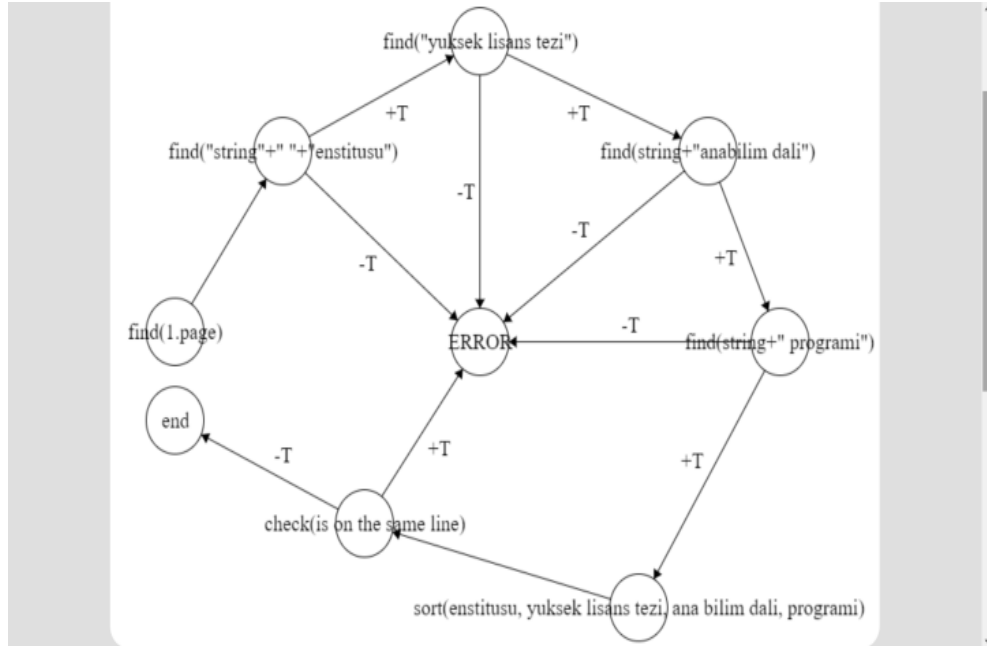 find("yuksek lisans tezi")
+T
+T
find("string"+" "+"enstitusu")
find(string+"anabilim dali")
-T
-T
-T
+T
find(1.page)
ERROR
-T
find(string+" programi")
end
-T
+T
+T
check(is on the same line)
sort(enstitusu, yuksek lisans tezi, ana bilim dali, programi)